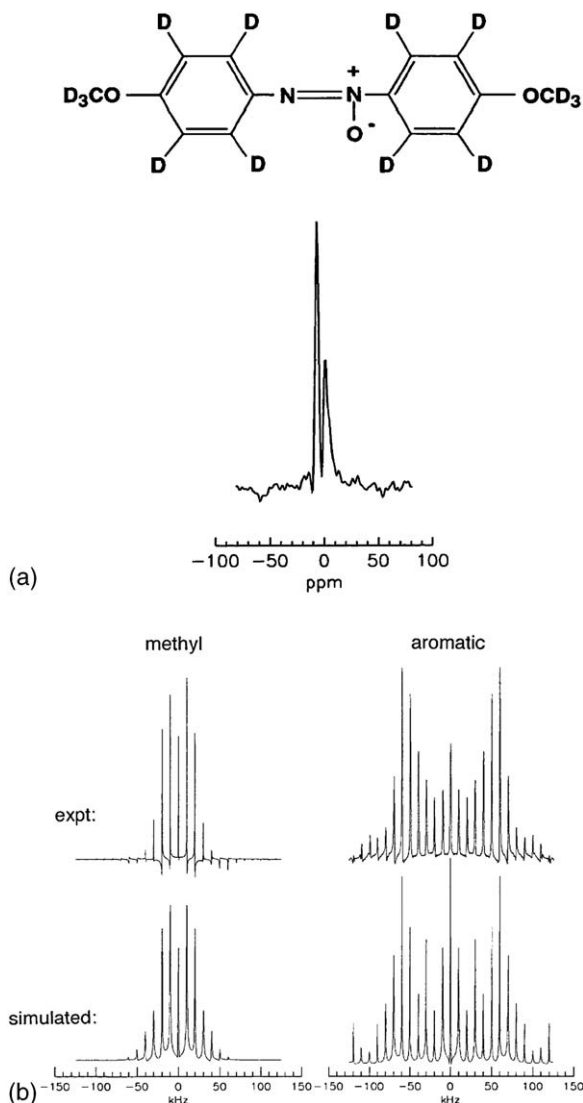 D D D D
D₃CO N N + OCD₃
O-
D D D D
−100 −50 0 50 100
ppm
(a)
methyl aromatic
expt:
simulated:
−150 −100 −50 0 50 100 150 −150 −100 −50 0 50 100 150
kHz kHz
(b)